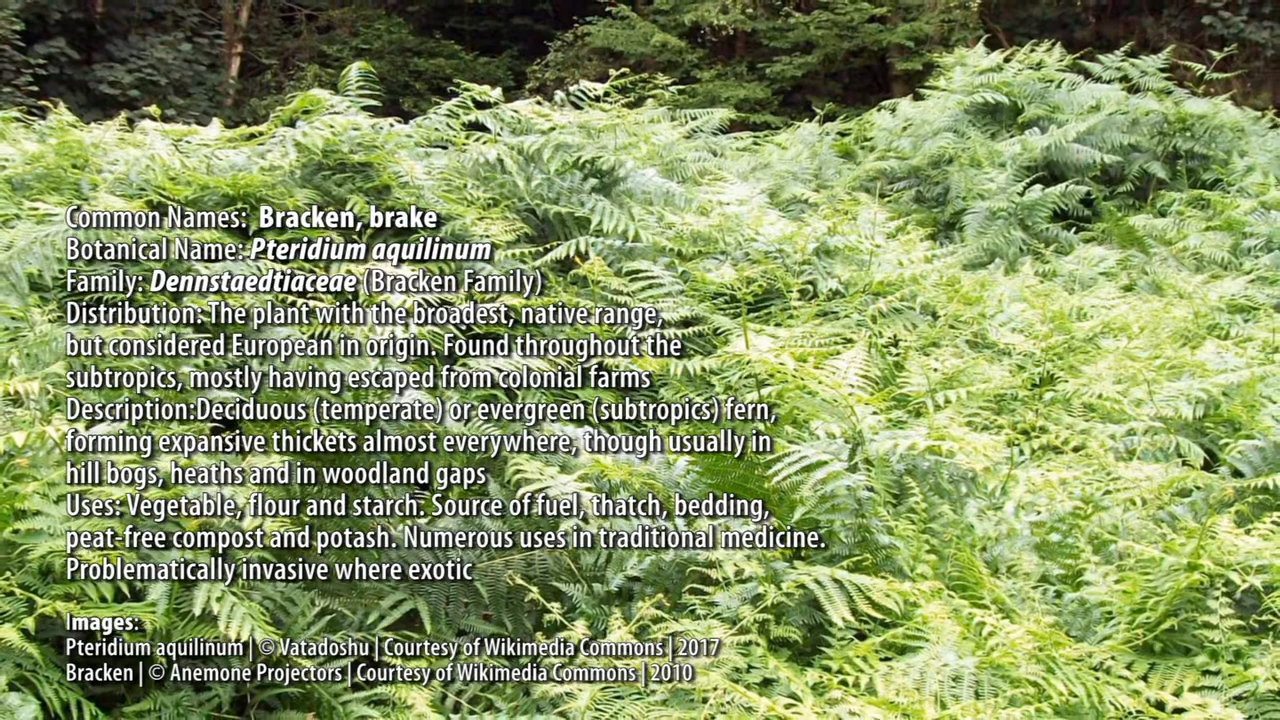 Common Names: Bracken, brake
Botanical Name: Pteridium aquilinum
Family: Dennstaedtiaceae (Bracken Family)
Distribution: The plant with the broadest, native range,
but considered European in origin. Found throughout the
subtropics, mostly having escaped from colonial farms
Description:Deciduous (temperate) or evergreen (subtropics) fern,
forming expansive thickets almost everywhere, though usually in
hill bogs, heaths and in woodland gaps
Uses: Vegetable, flour and starch. Source of fuel, thatch, bedding,
peat-free compost and potash. Numerous uses in traditional medicine.
Problematically invasive where exotic
Images:
Pteridium aquilinum | © Vatadoshu | Courtesy of Wikimedia Commons | 2017
Bracken | © Anemone Projectors | Courtesy of Wikimedia Commons | 2010